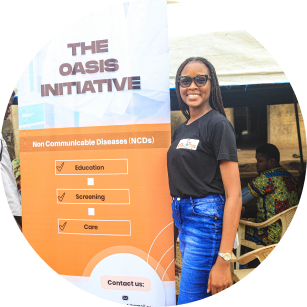 THE
OASIS
INITIATIVE
Non Communicable Diseases (NCDs)
Education
Screening
Care
Contact us: